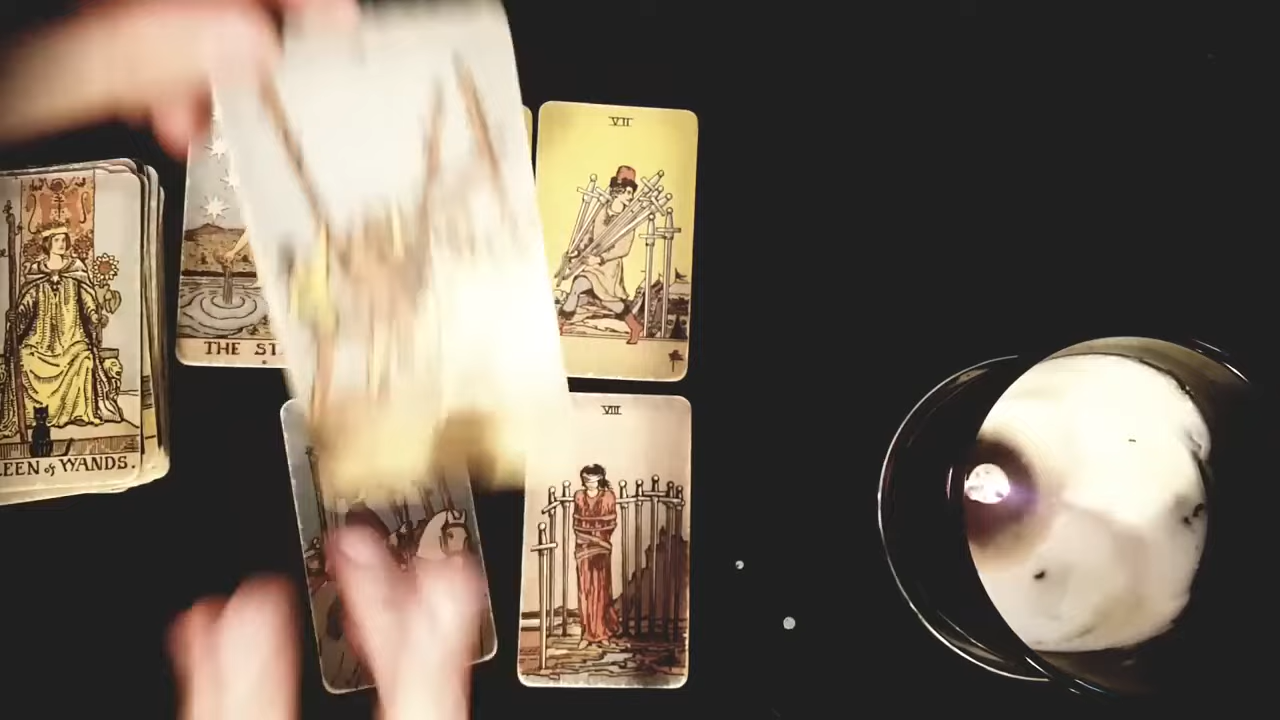 VII
THE ST
VIII
EEN of WANDS.